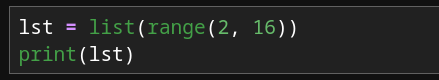 lst = list(range(2, 16))
print(lst)